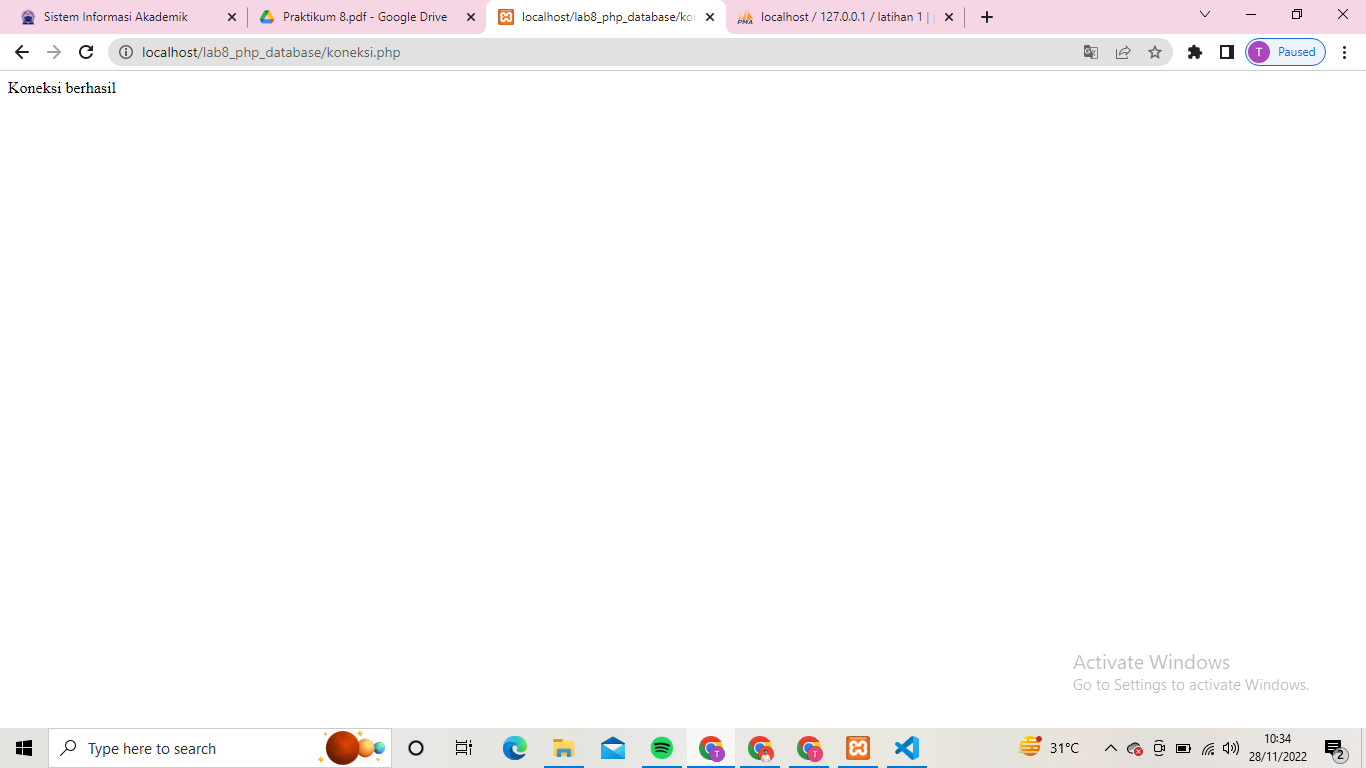 Sistem Informasi Akademik
Praktikum 8.pdf - Google Drive
localhost/lab8_php_database/kon
localhost / 127.0.0.1 / latihan 1 |
localhost/lab8_php_database/koneksi.php
T
Paused
Koneksi berhasil
Activate Windows
Go to Settings to activate Windows.
Type here to search
T
T
31°C
10:34
28/11/2022
2